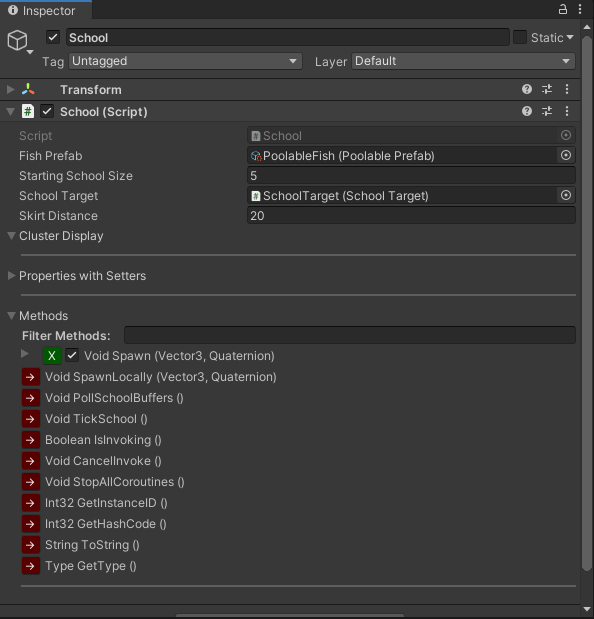 Inspector
School
Static
Tag Untagged Layer Default
Transform
# School (Script)
Script # School
Fish Prefab PoolableFish (Poolable Prefab)
Starting School Size 5
School Target # SchoolTarget (School Target)
Skirt Distance 20
Cluster Display
Properties with Setters
Methods
Filter Methods:
X Void Spawn (Vector3, Quaternion)
→ Void SpawnLocally (Vector3, Quaternion)
→ Void PollSchoolBuffers ()
→ Void TickSchool ()
→ Boolean IsInvoking ()
→ Void CancelInvoke ()
→ Void StopAllCoroutines ()
→ Int32 GetInstanceID ()
→ Int32 GetHashCode ()
→ String ToString ()
→ Type GetType ()